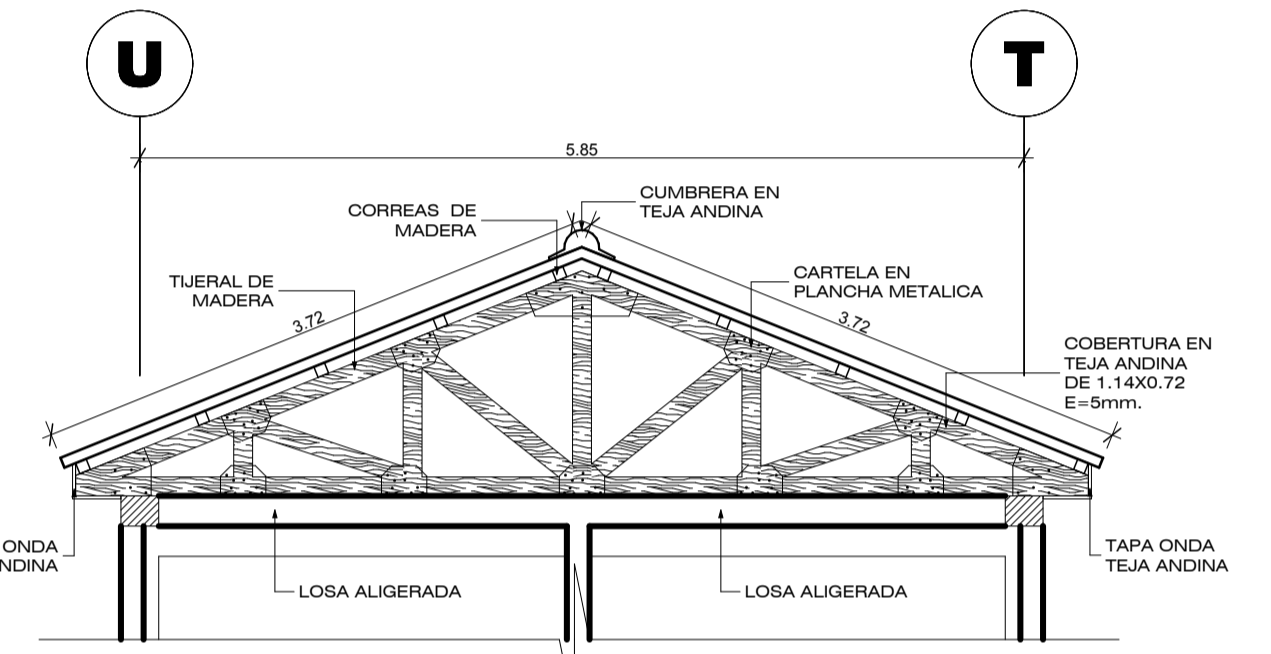 U
T
5.85
CUMBRERA EN
TEJA ANDINA
CORREAS DE
MADERA
TIJERAL DE
MADERA
CARTELA EN
PLANCHA METALICA
3.72
3.72
COBERTURA EN
TEJA ANDINA
DE 1.14X0.72
E=5mm.
ONDA
NDINA
TAPA ONDA
TEJA ANDINA
LOSA ALIGERADA
LOSA ALIGERADA